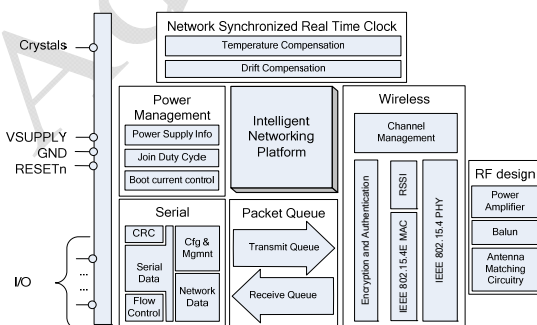 Network Synchronized Real Time Clock
Temperature Compensation
Drift Compensation
Crystals
VSUPPLY
GND
RESETn
I/O
...
...
Power
Management
Power Supply Info
Join Duty Cycle
Boot current control
Intelligent
Networking
Platform
Wireless
Channel
Management
Encryption and Authentication
RSSI
IEEE 802.15.4E MAC
IEEE 802.15.4 PHY
RF design
Power
Amplifier
Balun
Antenna
Matching
Circuitry
Serial
CRC
Serial
Data
Flow
Control
Cfg &
Mgmnt
Network
Data
Packet Queue
Transmit Queue
Receive Queue